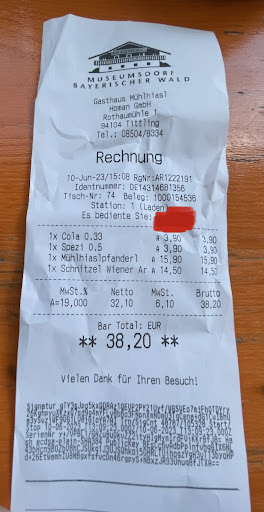 MUSEUMSDORF
BAYERISCHER WALD
Gasthaus Mühlhiasl
Homan GmbH
Rothaumühle 1
94104 Tittling
Tel.: 08504/8334
Rechnung
10-Jun-23/15:08 RgNr:AR1222191
Identnummer: DE14314681356
Tisch-Nr: 74 Beleg: 1000154536
Station: 1 (Laden)
Es bediente Sie:
1x Cola 0.33 A 3,90 3,90
1x Spezi 0.5 A 3,90 3,90
1x Mühlhiaslpfanderl A 15,90 15,90
1x Schnitzel Wiener Ar A 14,50 14,50
MwSt.% Netto MwSt. Brutto
A=19,000 32,10 6,10 38,20
Bar Total: EUR
** 38,20 **
Vielen Dank für Ihren Besuch!
Signatur